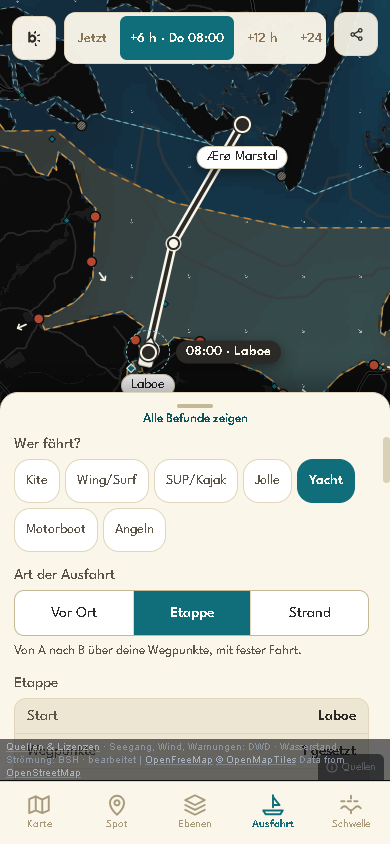 b:
Jetzt
+6 h · Do 08:00
+12 h
+24
Ærø Marstal
08:00 · Laboe
Laboe
Alle Befunde zeigen
Wer fährt?
Kite
Wing/Surf
SUP/Kajak
Jolle
Yacht
Motorboot
Angeln
Art der Ausfahrt
Vor Ort
Etappe
Strand
Von A nach B über deine Wegpunkte, mit fester Fahrt.
Etappe
Start
Laboe
Wegpunkte
1 gesetzt
Quellen & Lizenzen · Seegang, Wind, Warnungen: DWD · Wasserstand,
Strömung: BSH · bearbeitet | OpenFreeMap © OpenMapTiles Data from
OpenStreetMap
Quellen
Karte
Spot
Ebenen
Ausfahrt
Schwelle